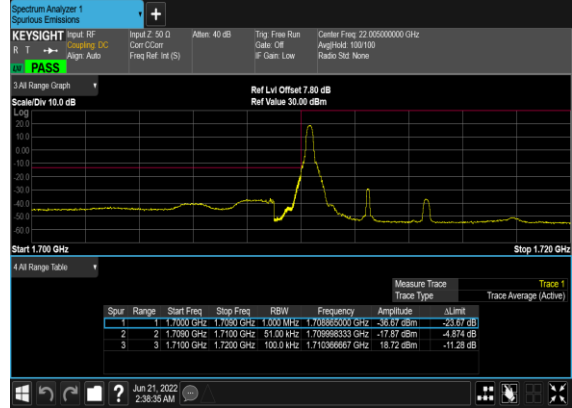 Spectrum Analyzer 1
Spurious Emissions
KEYSIGHT Input: RF Input Z: 50 Ω Atten: 40 dB Trig: Free Run Center Freq: 22.005000000 GHz
R T Coupling: DC Corr CCorr Gate: Off Avg|Hold: 100/100
Align: Auto Freq Ref: Int (S) IF Gain: Low Radio Std: None
PASS
3 All Range Graph
Ref Lvl Offset 7.80 dB
Scale/Div 10.0 dB Ref Value 30.00 dBm
Log
20.0
10.0
0.00
-10.0
-20.0
-30.0
-40.0
-50.0
-60.0
Start 1.700 GHz Stop 1.720 GHz
4 All Range Table
Measure Trace Trace 1
Trace Type Trace Average (Active)
Spur Range Start Freq Stop Freq RBW Frequency Amplitude ΔLimit
1 1 1.7000 GHz 1.7090 GHz 1.000 MHz 1.708865000 GHz -36.67 dBm -23.67 dB
2 2 1.7090 GHz 1.7100 GHz 51.00 kHz 1.709998333 GHz -17.87 dBm -4.874 dB
3 3 1.7100 GHz 1.7200 GHz 100.0 kHz 1.710366667 GHz 18.72 dBm -11.28 dB
Jun 21, 2022
2:38:35 AM